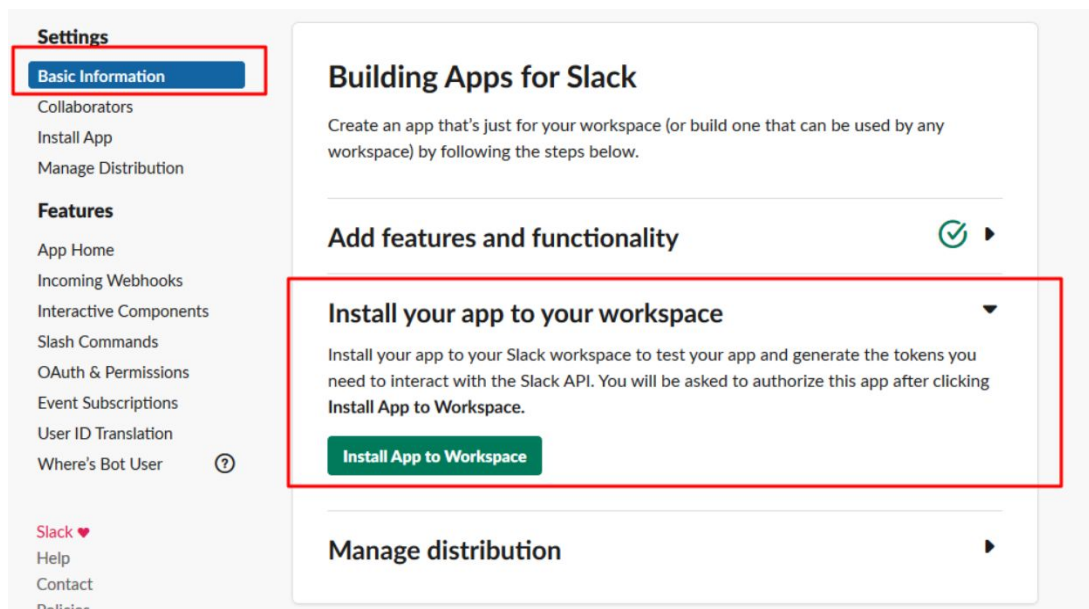 Settings
Basic Information
Collaborators
Install App
Manage Distribution
Features
App Home
Incoming Webhooks
Interactive Components
Slash Commands
OAuth & Permissions
Event Subscriptions
User ID Translation
Where's Bot User ?
Slack ♥
Help
Contact
Policies
Building Apps for Slack
Create an app that's just for your workspace (or build one that can be used by any
workspace) by following the steps below.
Add features and functionality
Install your app to your workspace
Install your app to your Slack workspace to test your app and generate the tokens you
need to interact with the Slack API. You will be asked to authorize this app after clicking
Install App to Workspace.
Install App to Workspace
Manage distribution